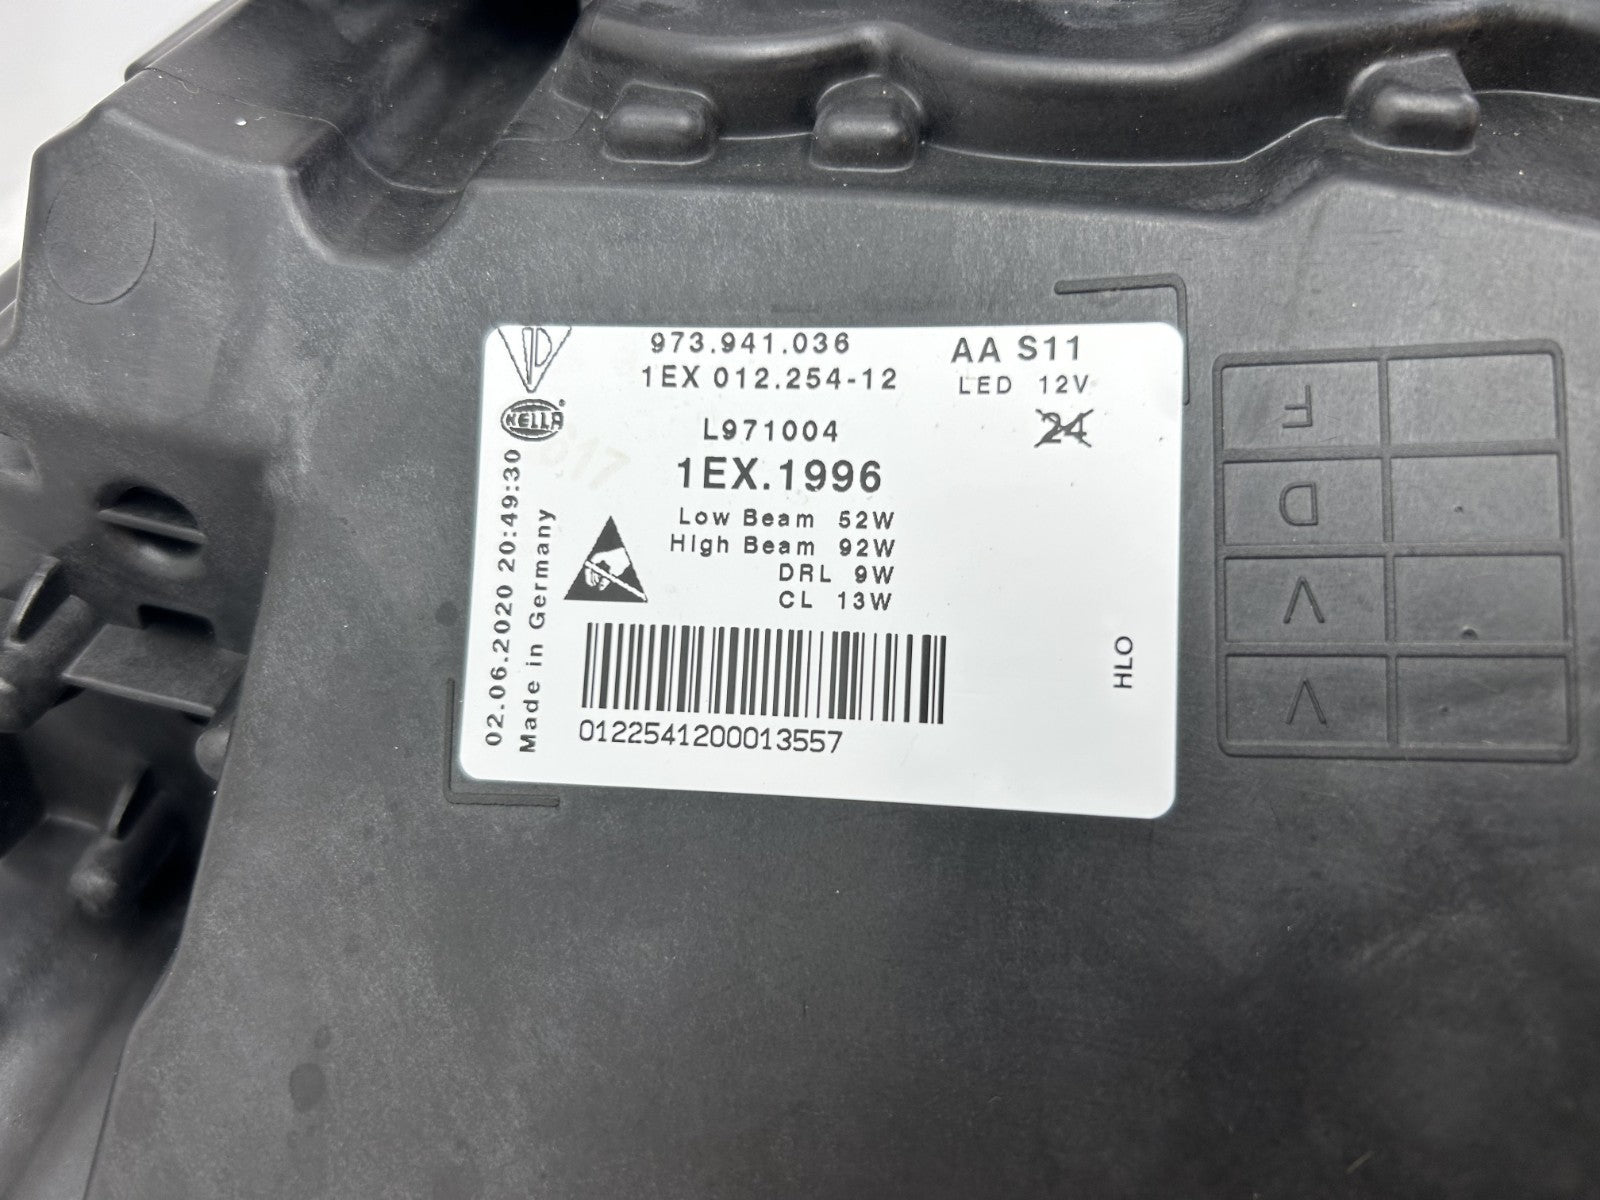 973.941.036
AA S11
1EX 012.254-12
LED 12V
HELLA
L971004
24
1EX.1996
Low Beam 52W
High Beam 92W
DRL 9W
CL 13W
02.06.2020 20:49:30
Made in Germany
HLO
0122541200013557
F
D
V
V